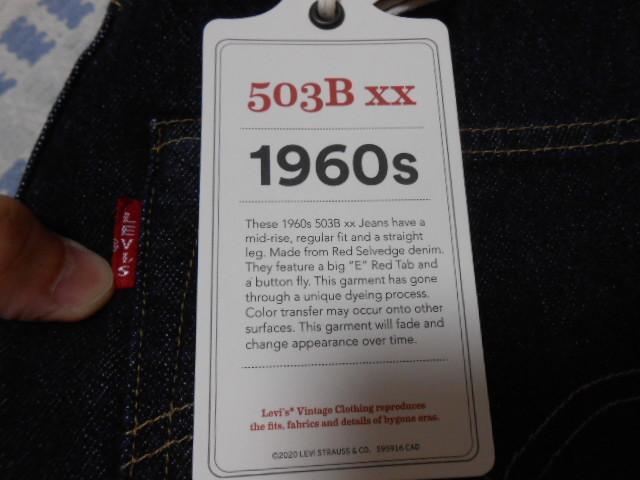 503B xx
1960s
These 1960s 503B xx Jeans have a
mid-rise, regular fit and a straight
leg. Made from Red Selvedge denim.
They feature a big "E" Red Tab and
a button fly. This garment has gone
through a unique dyeing process.
Color transfer may occur onto other
surfaces. This garment will fade and
change appearance over time.
Levi's® Vintage Clothing reproduces
the fits, fabrics and details of bygone eras.
©2020 LEVI STRAUSS & CO. 595916 CAD
LEVI'S